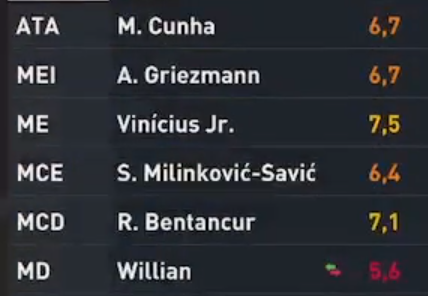 ATA M. Cunha 6,7
MEI A. Griezmann 6,7
ME Vinícius Jr. 7,5
MCE S. Milinković-Savić 6,4
MCD R. Bentancur 7,1
MD Willian 5,6